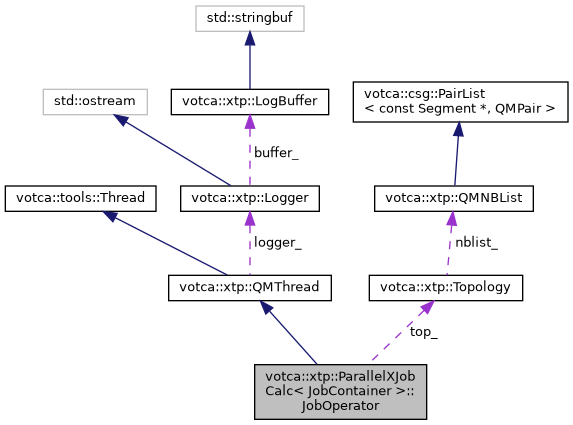 std::stringbuf
std::ostream
votca::xtp::LogBuffer
votca::csg::PairList
< const Segment *, QMPair >
buffer_
votca::tools::Thread
votca::xtp::Logger
votca::xtp::QMNBList
logger_
nblist_
votca::xtp::QMThread
votca::xtp::Topology
top_
votca::xtp::ParallelXJob
Calc< JobContainer >::
JobOperator